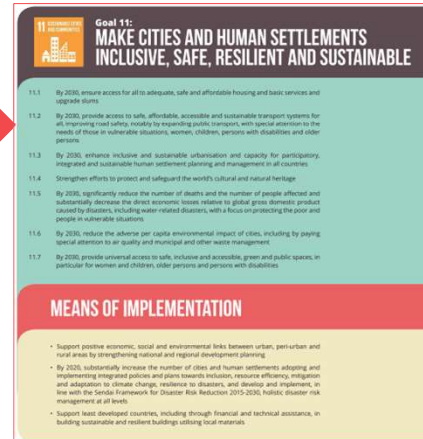 11 SUSTAINABLE CITIES
AND COMMUNITIES
Goal 11:
MAKE CITIES AND HUMAN SETTLEMENTS
INCLUSIVE, SAFE, RESILIENT AND SUSTAINABLE
11.1 By 2030, ensure access for all to adequate, safe and affordable housing and basic services and
upgrade slums
11.2 By 2030, provide access to safe, affordable, accessible and sustainable transport systems for
all, improving road safety, notably by expanding public transport, with special attention to the
needs of those in vulnerable situations, women, children, persons with disabilities and older
persons
11.3 By 2030, enhance inclusive and sustainable urbanisation and capacity for participatory,
integrated and sustainable human settlement planning and management in all countries
11.4 Strengthen efforts to protect and safeguard the world's cultural and natural heritage
11.5 By 2030, significantly reduce the number of deaths and the number of people affected and
substantially decrease the direct economic losses relative to global gross domestic product
caused by disasters, including water-related disasters, with a focus on protecting the poor and
people in vulnerable situations
11.6 By 2030, reduce the adverse per capita environmental impact of cities, including by paying
special attention to air quality and municipal and other waste management
11.7 By 2030, provide universal access to safe, inclusive and accessible, green and public spaces, in
particular for women and children, older persons and persons with disabilities
MEANS OF IMPLEMENTATION
• Support positive economic, social and environmental links between urban, peri-urban and
rural areas by strengthening national and regional development planning
• By 2020, substantially increase the number of cities and human settlements adopting and
implementing integrated policies and plans towards inclusion, resource efficiency, mitigation
and adaptation to climate change, resilience to disasters, and develop and implement, in
line with the Sendai Framework for Disaster Risk Reduction 2015-2030, holistic disaster risk
management at all levels
• Support least developed countries, including through financial and technical assistance, in
building sustainable and resilient buildings utilising local materials